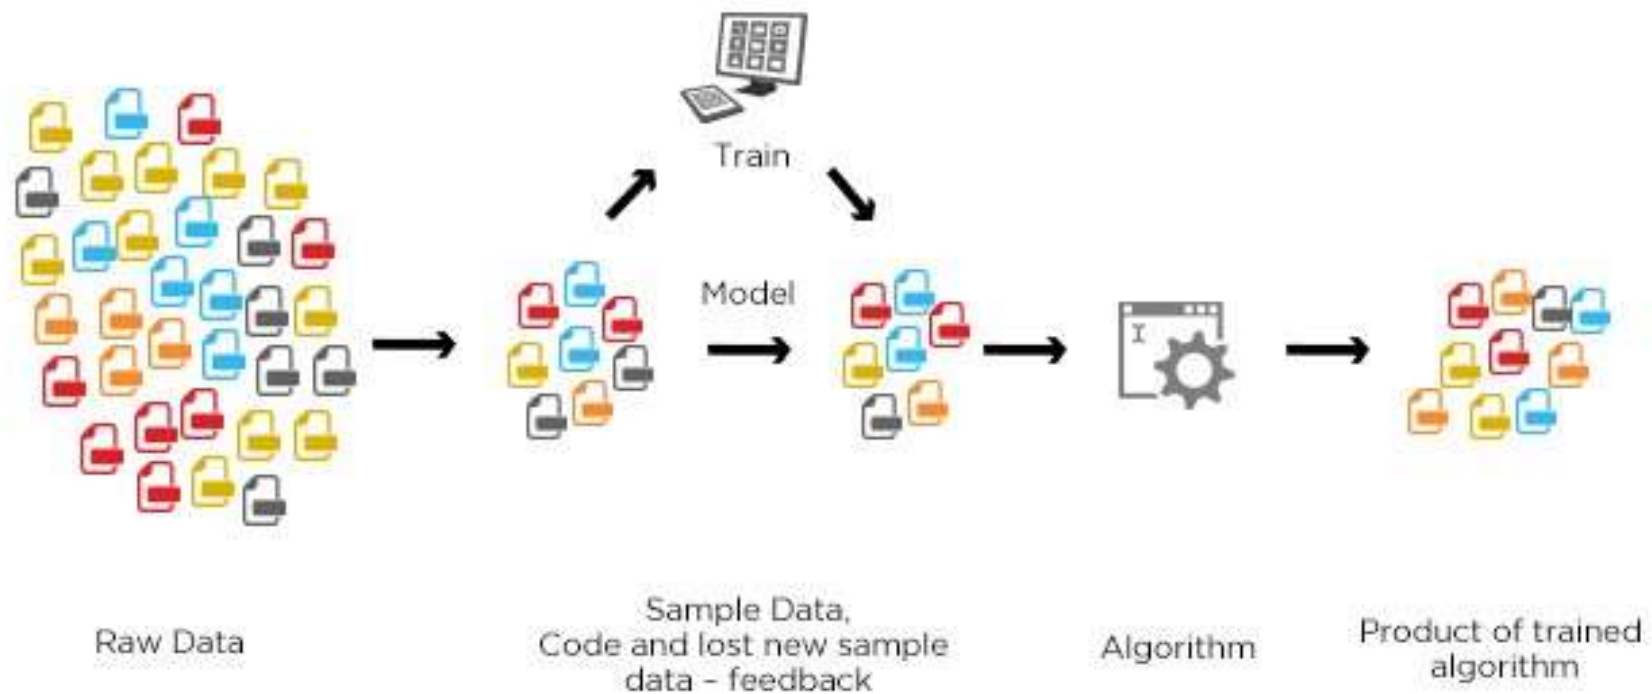 Train
Model
Raw Data
Sample Data,
Code and lost new sample
data – feedback
Algorithm
Product of trained
algorithm